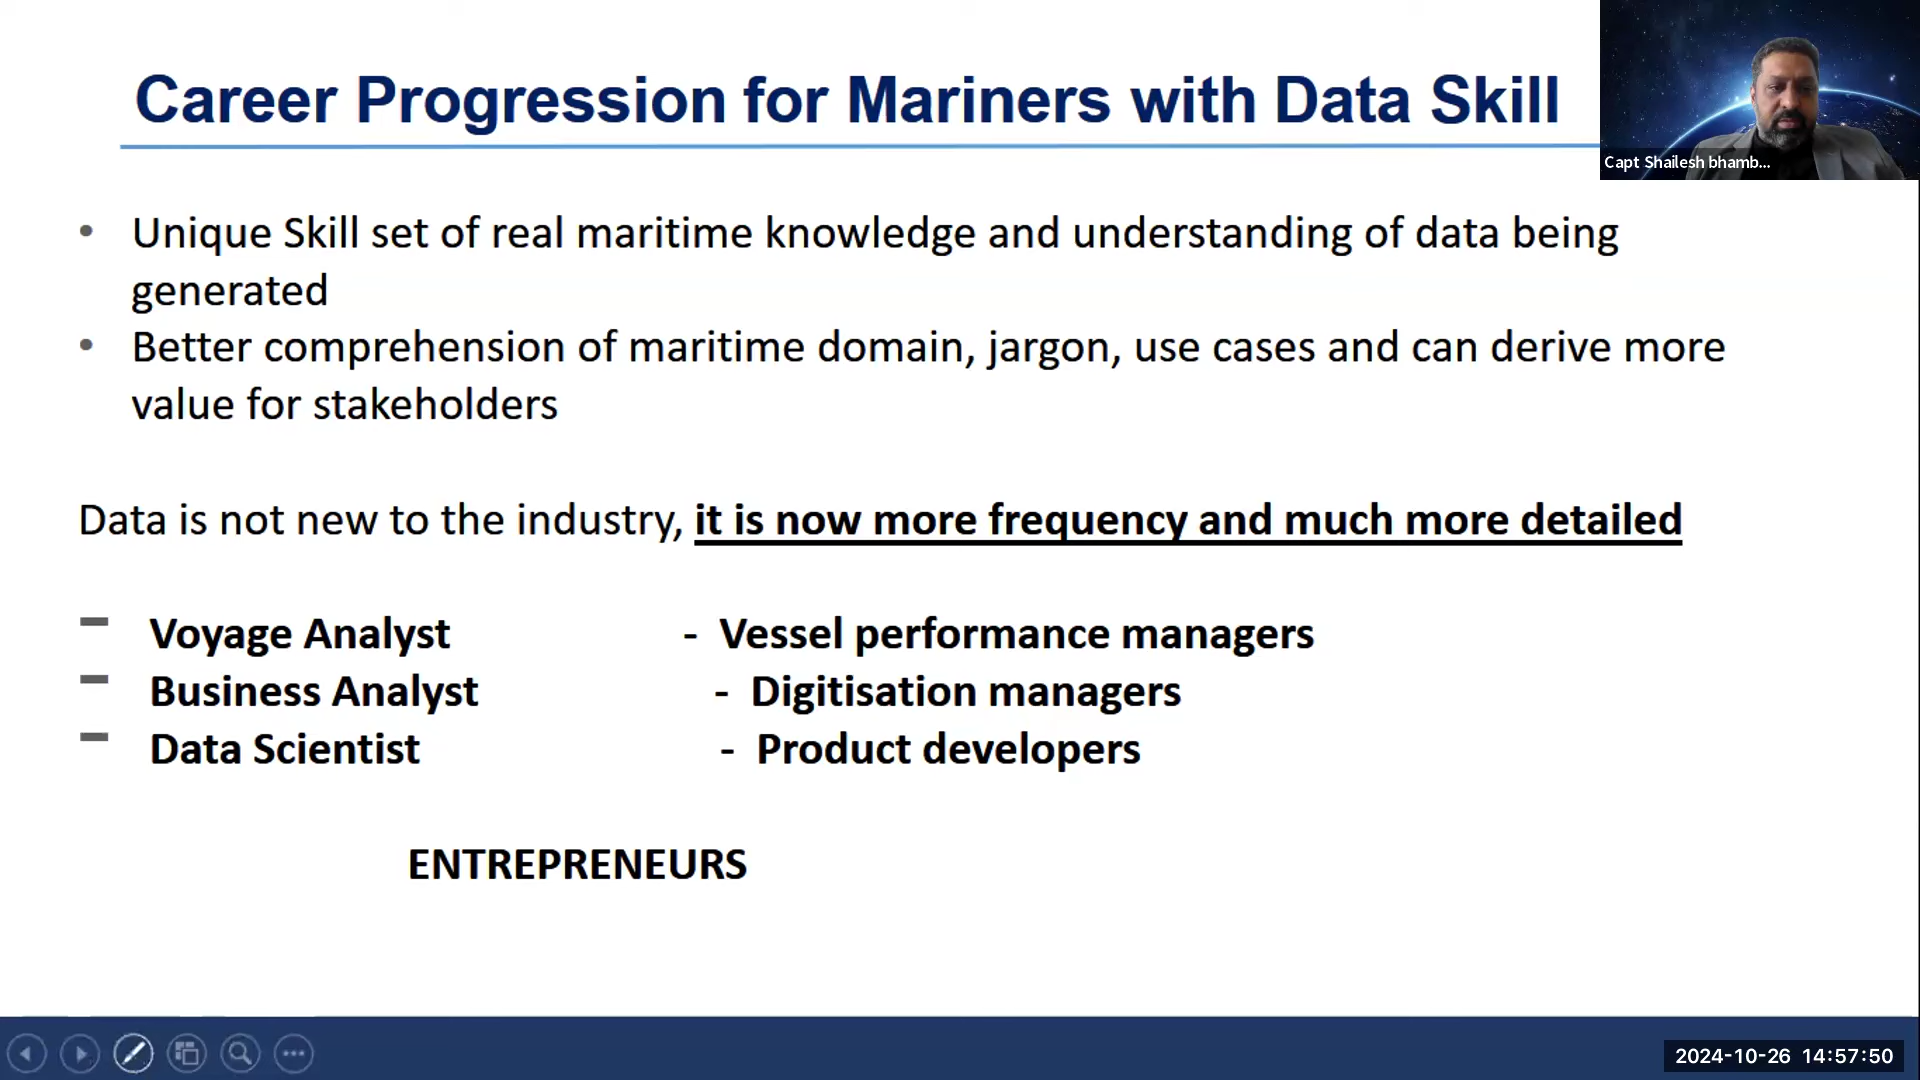 Career Progression for Mariners with Data Skill
Capt Shailesh bhamb...
• Unique Skill set of real maritime knowledge and understanding of data being
generated
• Better comprehension of maritime domain, jargon, use cases and can derive more
value for stakeholders
Data is not new to the industry, it is now more frequency and much more detailed
- Voyage Analyst - Vessel performance managers
- Business Analyst - Digitisation managers
- Data Scientist - Product developers
ENTREPRENEURS
2024-10-26 14:57:50